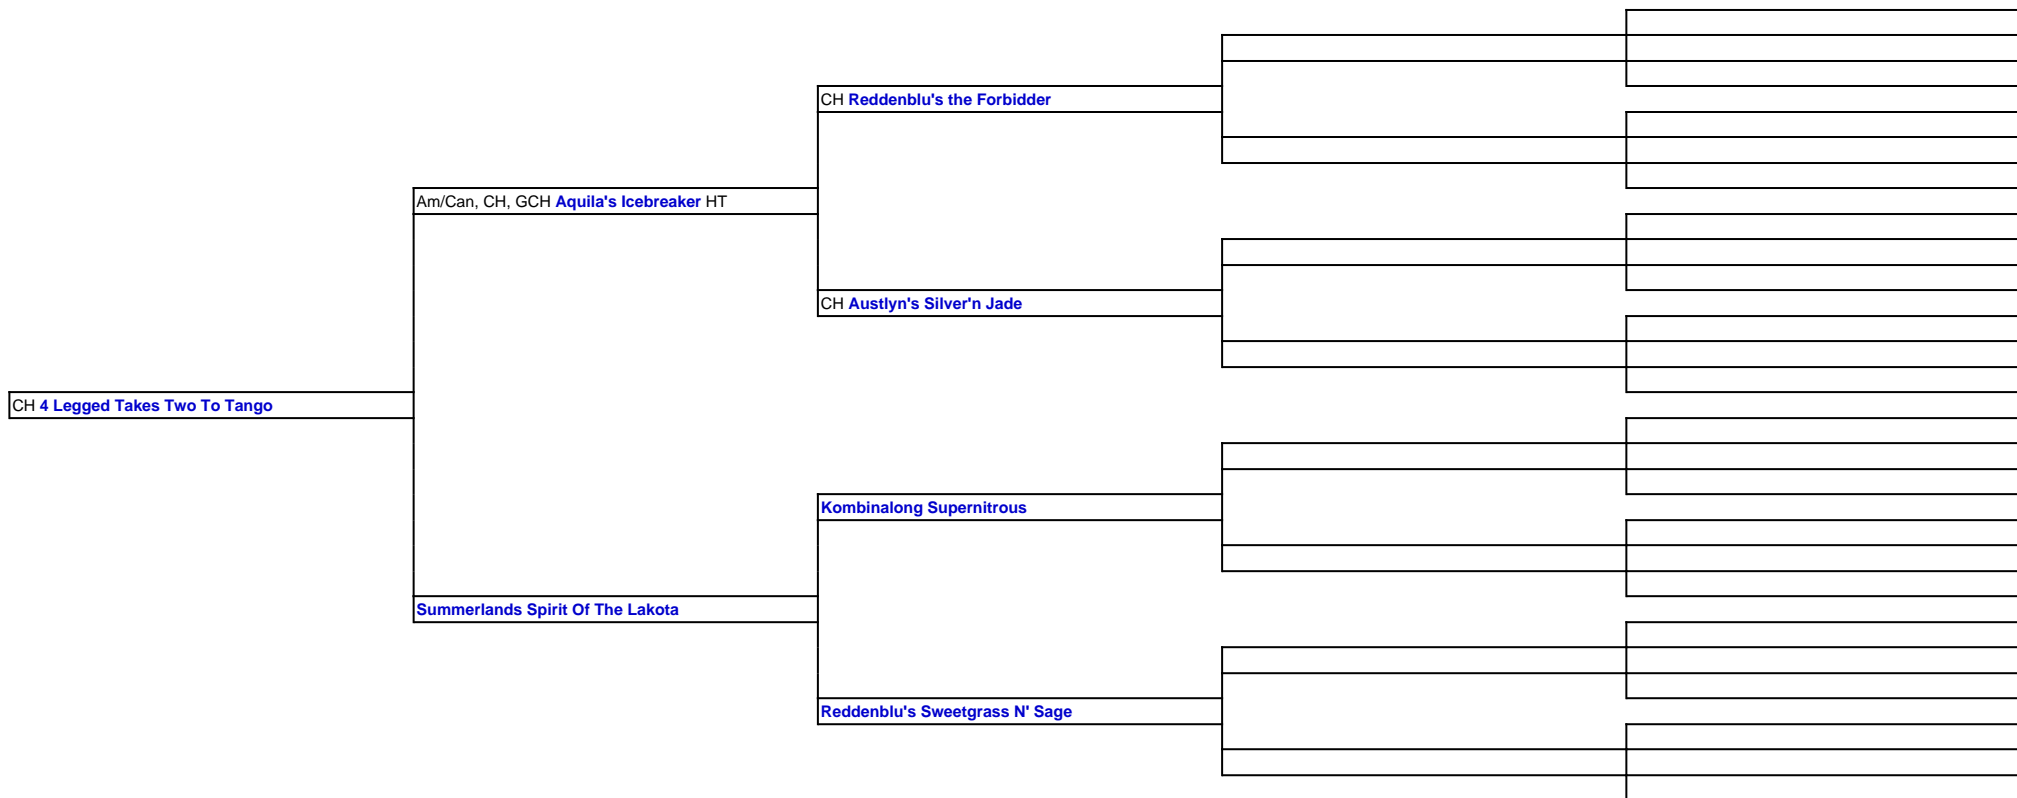 CH Reddenblu's the Forbidder
Am/Can, CH, GCH Aquila's Icebreaker HT
CH Austlyn's Silver'n Jade
CH 4 Legged Takes Two To Tango
Kombinalong Supernitrous
Summerlands Spirit Of The Lakota
Reddenblu's Sweetgrass N' Sage